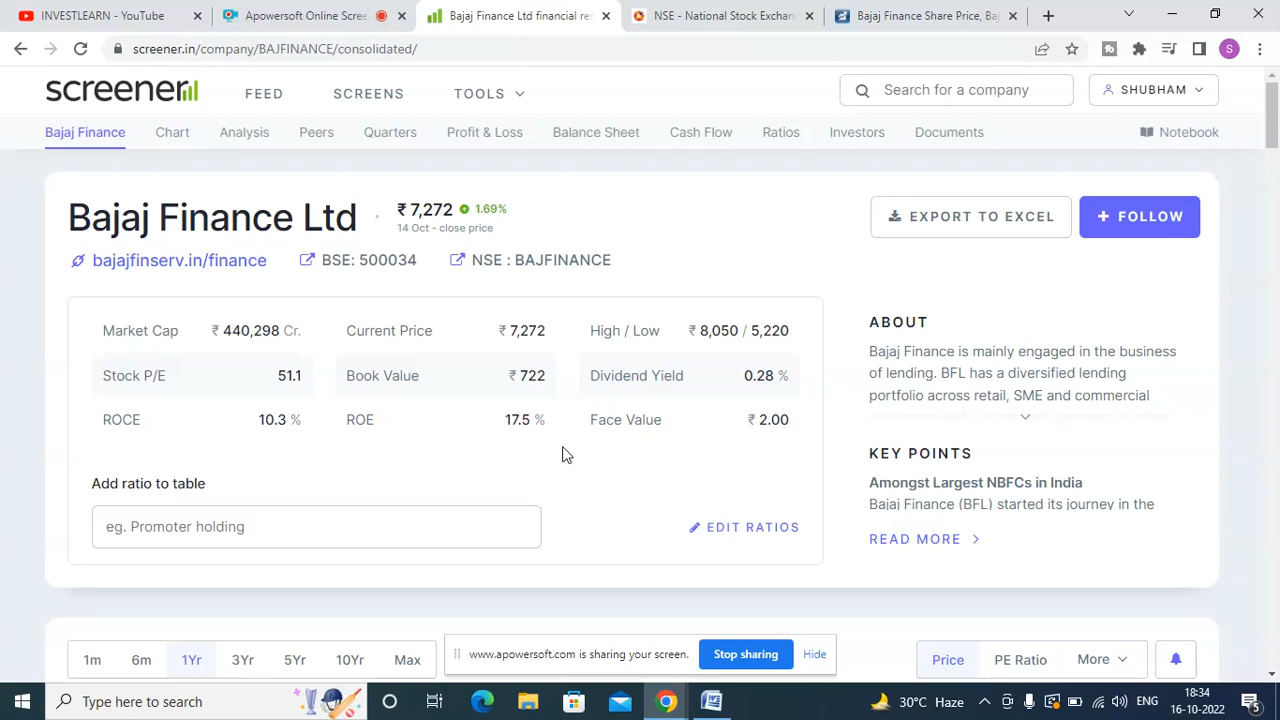 INVESTLEARN - YouTube
Apowersoft Online Scree
Bajaj Finance Ltd financial re
NSE - National Stock Exchan
Bajaj Finance Share Price, Baj
screener.in/company/BAJFINANCE/consolidated/
S
screener
FEED
SCREENS
TOOLS
Search for a company
SHUBHAM
Bajaj Finance
Chart
Analysis
Peers
Quarters
Profit & Loss
Balance Sheet
Cash Flow
Ratios
Investors
Documents
Notebook
Bajaj Finance Ltd
₹ 7,272 1.69%
14 Oct - close price
EXPORT TO EXCEL
FOLLOW
bajajfinserv.in/finance
BSE: 500034
NSE : BAJFINANCE
Market Cap ₹ 440,298 Cr.
Current Price ₹ 7,272
High / Low ₹ 8,050 / 5,220
Stock P/E 51.1
Book Value ₹ 722
Dividend Yield 0.28 %
ROCE 10.3 %
ROE 17.5 %
Face Value ₹ 2.00
Add ratio to table
eg. Promoter holding
EDIT RATIOS
ABOUT
Bajaj Finance is mainly engaged in the business
of lending. BFL has a diversified lending
portfolio across retail, SME and commercial
KEY POINTS
Amongst Largest NBFCs in India
Bajaj Finance (BFL) started its journey in the
READ MORE
1m
6m
1Yr
3Yr
5Yr
10Yr
Max
www.apowersoft.com is sharing your screen.
Stop sharing
Hide
Price
PE Ratio
More
Type here to search
30°C Haze
ENG
18:34
16-10-2022
5